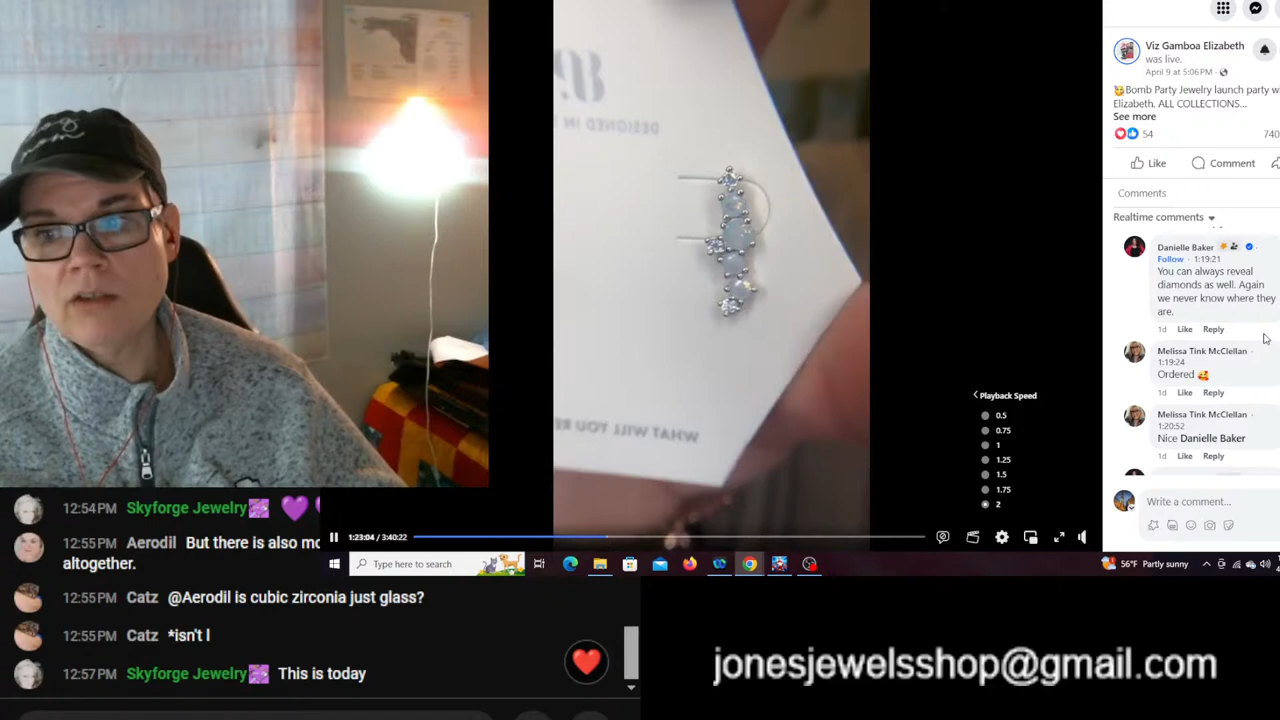 Viz Gamboa Elizabeth
was live.
April 9 at 5:06 PM
🥰Bomb Party Jewelry launch party w
Elizabeth. ALL COLLECTIONS...
See more
54
740
Like
Comment
Comments
Realtime comments
Danielle Baker
Follow · 1:19:21
You can always reveal
diamonds as well. Again
we never know where they
are.
1d Like Reply
Melissa Tink McClellan ·
1:19:24
Ordered 🥰
1d Like Reply
Melissa Tink McClellan ·
1:20:52
Nice Danielle Baker
1d Like Reply
Write a comment...
DESIGNED IN
WHAT WILL YOU RE
Playback Speed
0.5
0.75
1
1.25
1.5
1.75
2
1:23:04 / 3:40:22
Type here to search
56°F Partly sunny
12:54PM Skyforge Jewelry 💜
12:55PM Aerodil But there is also mo
altogether.
12:55PM Catz @Aerodil is cubic zirconia just glass?
12:55PM Catz *isn't l
12:57PM Skyforge Jewelry This is today
jonesjewelsshop@gmail.com